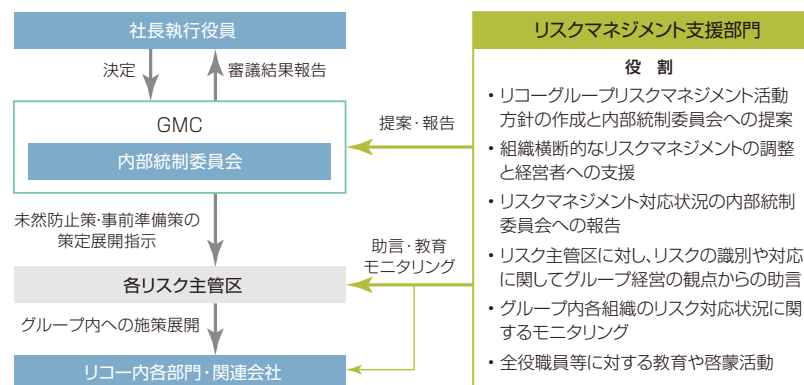 社長執行役員
決定
審議結果報告
GMC
内部統制委員会
未然防止策・事前準備策の
策定展開指示
各リスク主管区
グループ内への施策展開
リコー内各部門・関連会社
提案・報告
助言・教育
モニタリング
リスクマネジメント支援部門
役 割
・リコーグループリスクマネジメント活動
方針の作成と内部統制委員会への提案
・組織横断的なリスクマネジメントの調整
と経営者への支援
・リスクマネジメント対応状況の内部統制
委員会への報告
・リスク主管区に対し、リスクの識別や対応
に関してグループ経営の観点からの助言
・グループ内各組織のリスク対応状況に関
するモニタリング
・全役職員等に対する教育や啓蒙活動